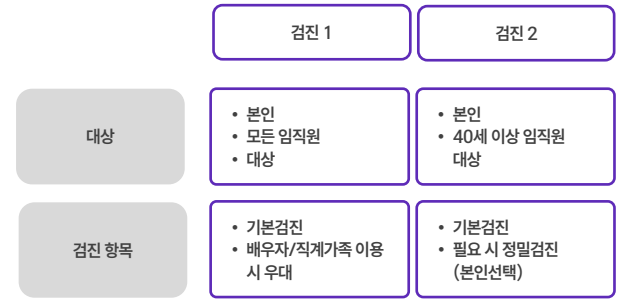 검진 1
검진 2
대상
• 본인
• 모든 임직원
• 대상
• 본인
• 40세 이상 임직원
대상
검진 항목
• 기본검진
• 배우자/직계가족 이용
시 우대
• 기본검진
• 필요 시 정밀검진
(본인선택)